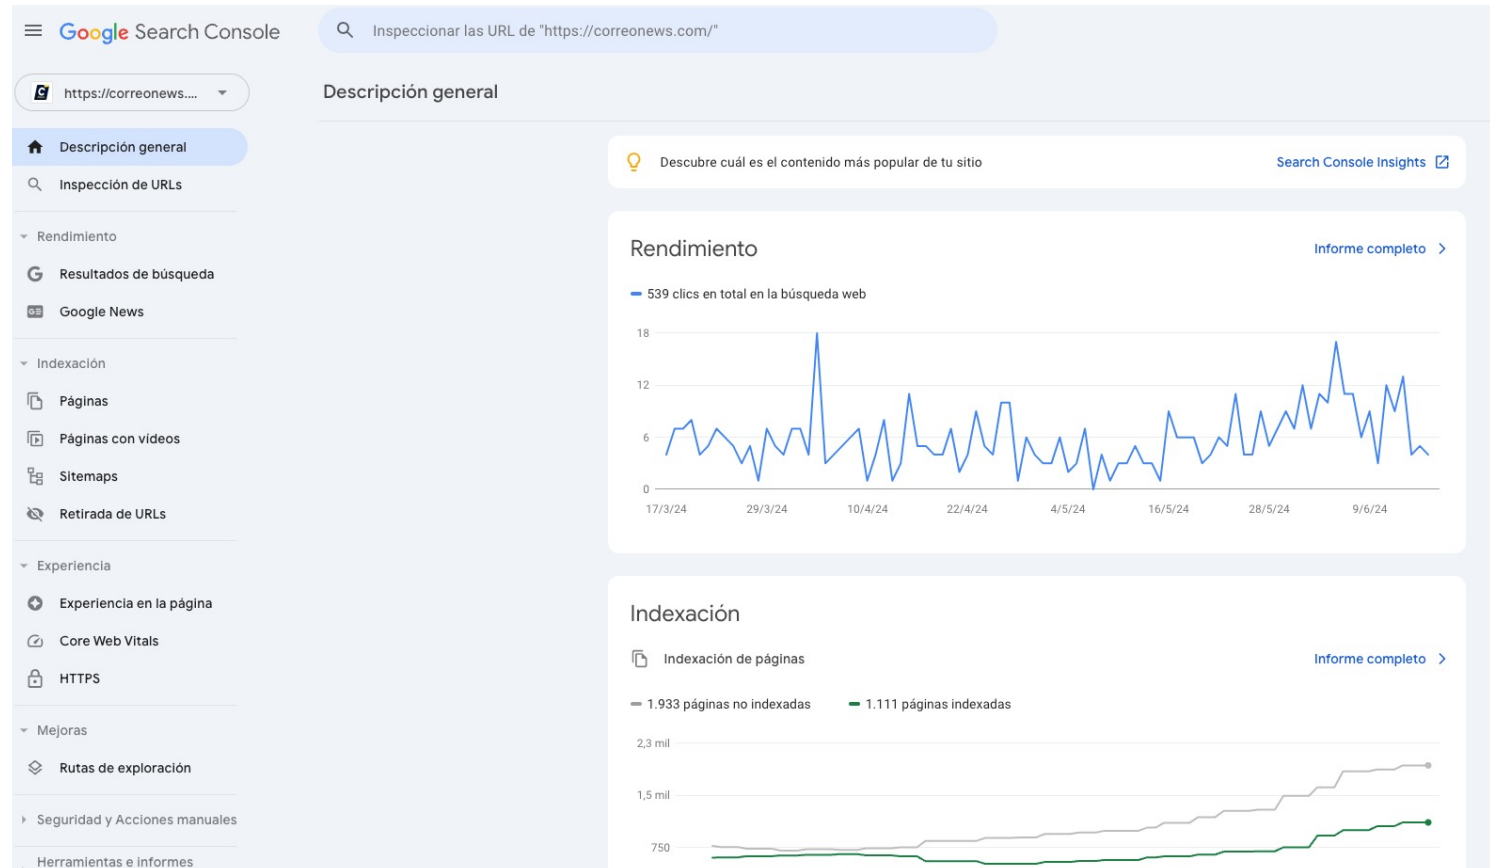 Google Search Console
Inspeccionar las URL de "https://correonews.com/"
https://correonews....
Descripción general
Inspección de URLs
Rendimiento
Resultados de búsqueda
Google News
Indexación
Páginas
Páginas con vídeos
Sitemaps
Retirada de URLs
Experiencia
Experiencia en la página
Core Web Vitals
HTTPS
Mejoras
Rutas de exploración
Seguridad y Acciones manuales
Herramientas e informes
Descripción general
Descubre cuál es el contenido más popular de tu sitio
Search Console Insights
Rendimiento
Informe completo
539 clics en total en la búsqueda web
18
12
6
0
17/3/24 29/3/24 10/4/24 22/4/24 4/5/24 16/5/24 28/5/24 9/6/24
Indexación
Indexación de páginas
Informe completo
1.933 páginas no indexadas 1.111 páginas indexadas
2,3 mil
1,5 mil
750